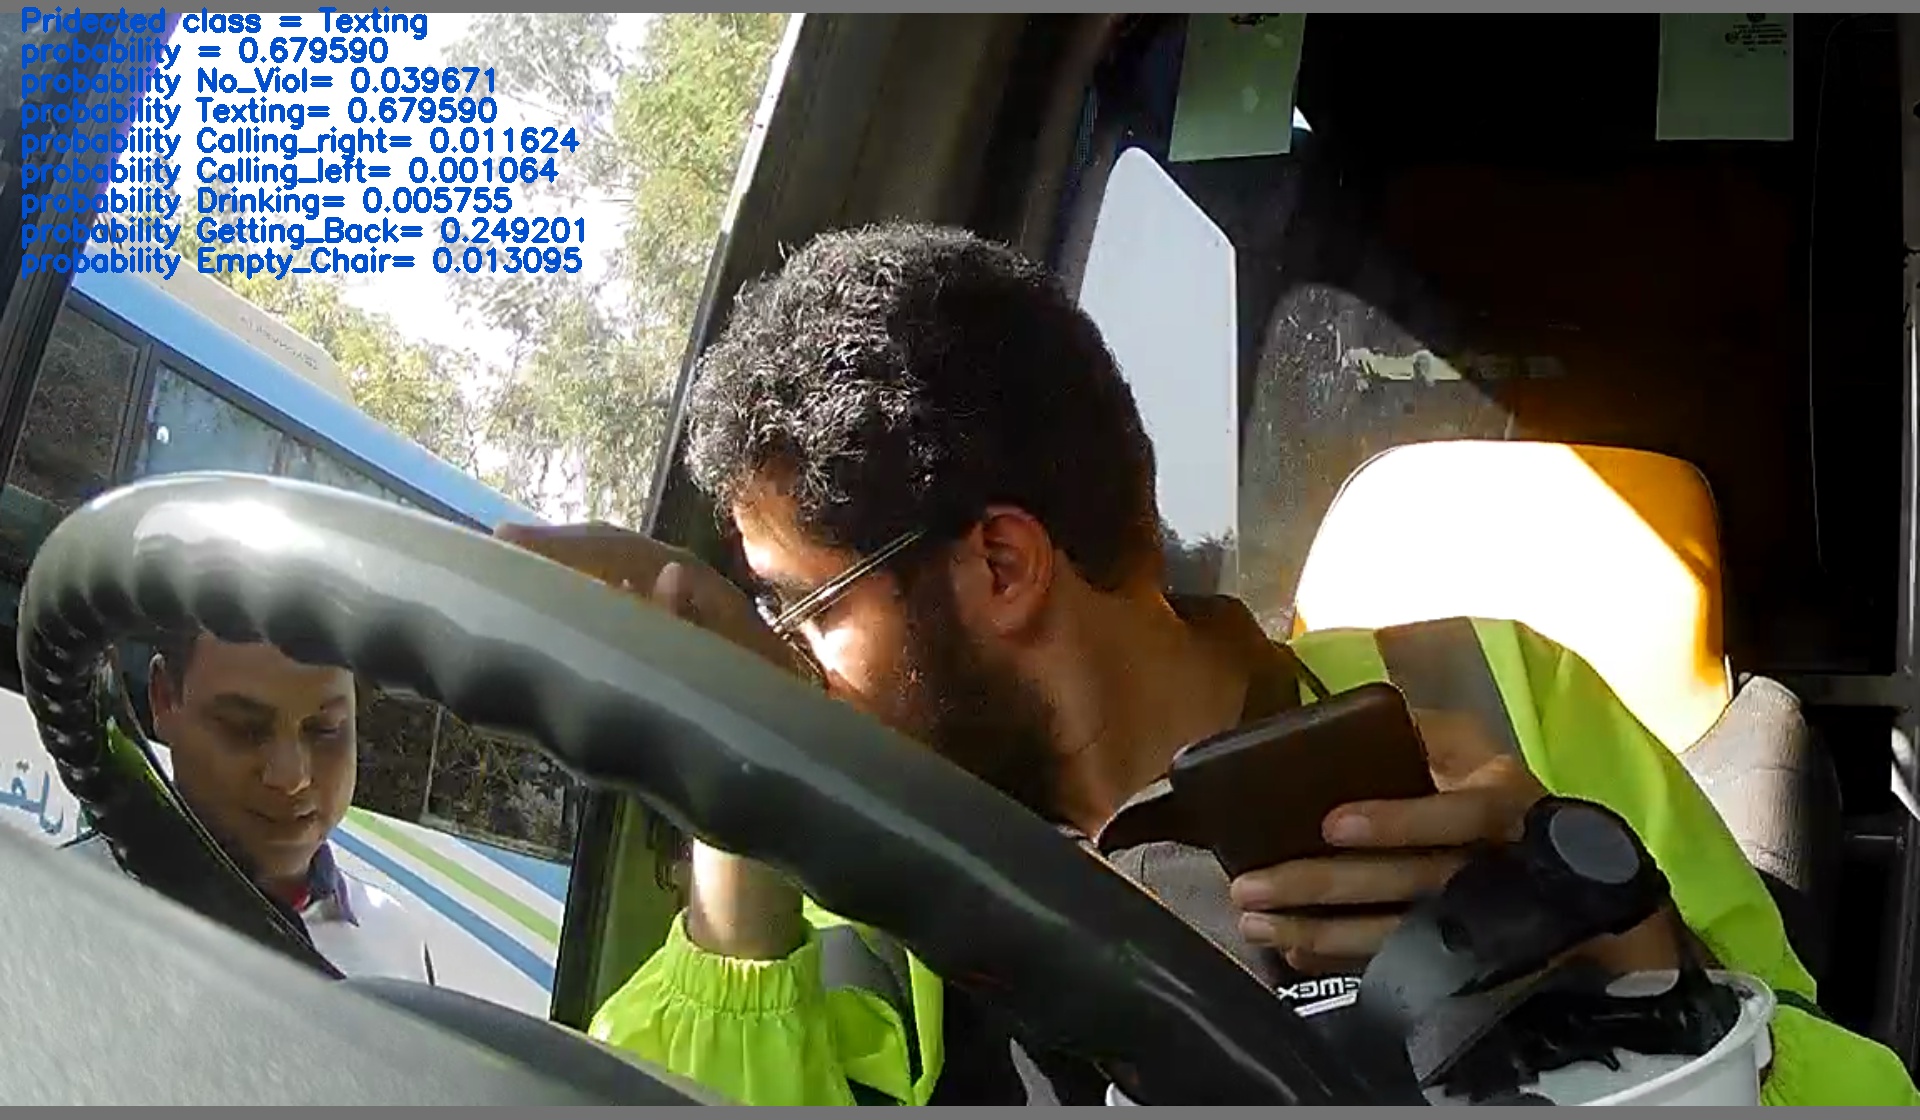 Pridected class = Texting
probability = 0.679590
probability No_Viol= 0.039671
probability Texting= 0.679590
probability Calling_right= 0.011624
probability Calling_left= 0.001064
probability Drinking= 0.005755
probability Getting_Back= 0.249201
probability Empty_Chair= 0.013095